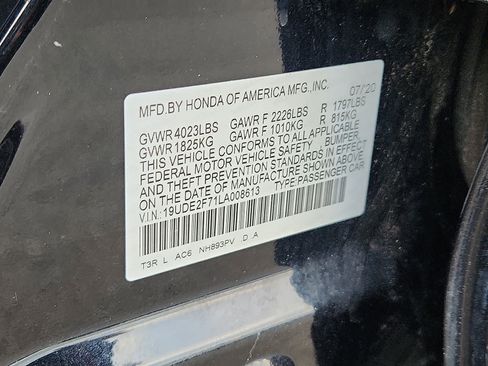 MFD.BY HONDA OF AMERICA MFG.,INC. 07/20
GVWR 4023LBS GAWR F 2226LBS R 1797LBS
GVWR 1825KG GAWR F 1010KG R 815KG
THIS VEHICLE CONFORMS TO ALL APPLICABLE
FEDERAL MOTOR VEHICLE SAFETY , BUMPER,
AND THEFT PREVENTION STANDARDS IN EFFECT
ON THE DATE OF MANUFACTURE SHOWN ABOVE.
V.I.N.: 19UDE2F71LA008613 TYPE:PASSENGER CAR
T3R L AC6 NH893PV D A